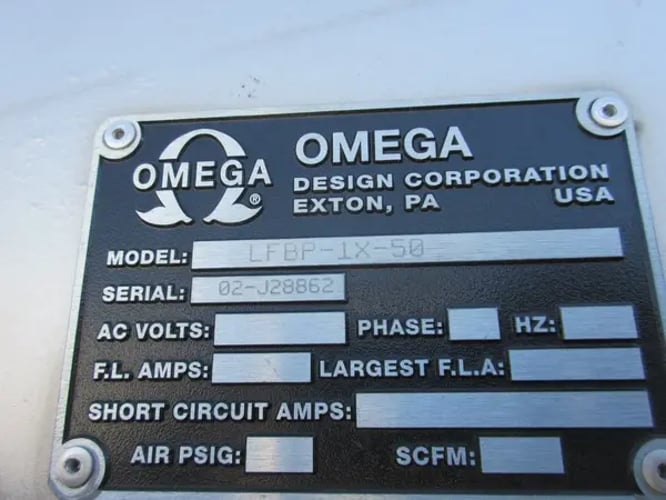 OMEGA ®
OMEGA
DESIGN CORPORATION
EXTON, PA USA
MODEL: LFBP-1X-50
SERIAL: 02-J28862
AC VOLTS: PHASE: HZ:
F.L. AMPS: LARGEST F.L.A:
SHORT CIRCUIT AMPS:
AIR PSIG: SCFM: